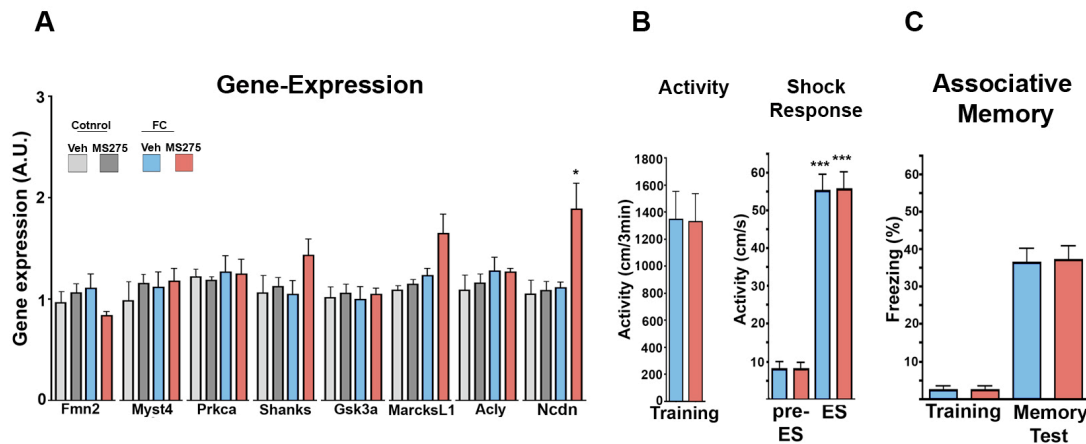 A
Gene-Expression
Gene expression (A.U.)
3
2
1
0
Cotnrol FC
Veh MS275 Veh MS275
*
Fmn2 Myst4 Prkca Shanks Gsk3a MarcksL1 Acly Ncdn
B
Activity
Activity (cm/3min)
1800
1600
1400
1200
1000
800
600
400
200
0
Training
Shock
Response
Activity (cm/s)
60
50
40
30
20
10
*** ***
pre- ES
ES
C
Associative
Memory
Freezing (%)
60
50
40
30
20
10
Training Memory
Test